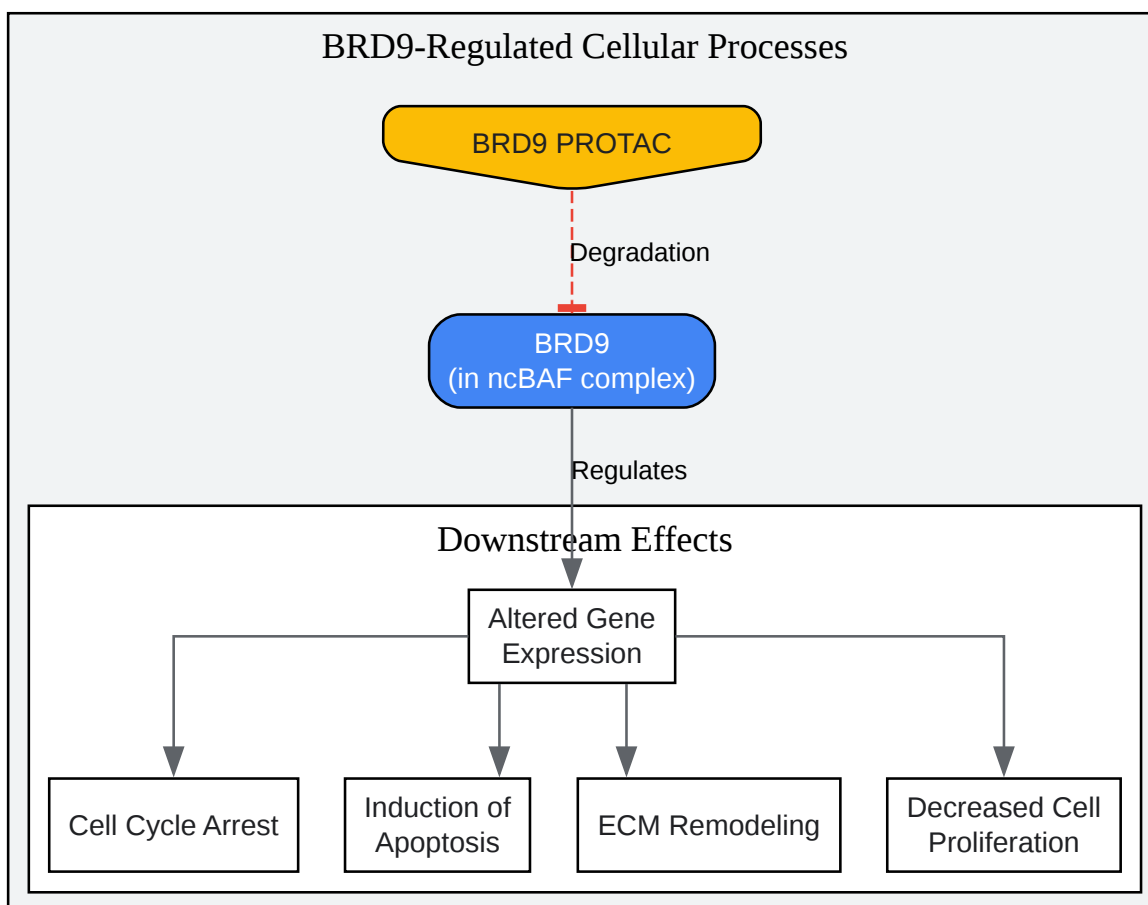 BRD9-Regulated Cellular Processes
BRD9 PROTAC
Degradation
BRD9
(in ncBAF complex)
Regulates
Downstream Effects
Altered Gene
Expression
Cell Cycle Arrest
Induction of
Apoptosis
ECM Remodeling
Decreased Cell
Proliferation